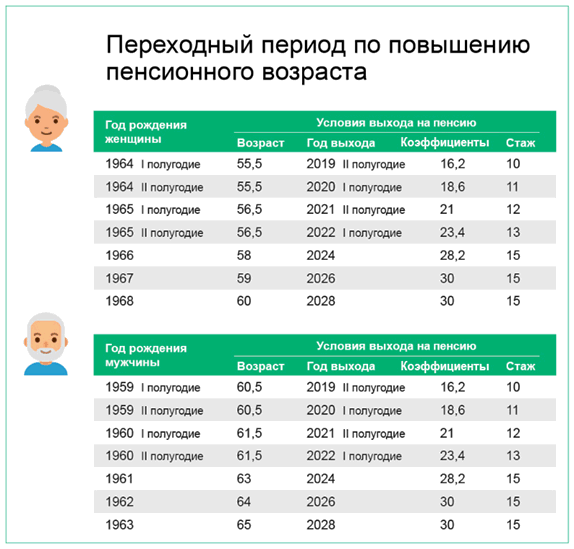 Переходный период по повышению
пенсионного возраста
Год рождения женщины Условия выхода на пенсию
Возраст Год выхода Коэффициенты Стаж
1964 I полугодие 55,5 2019 II полугодие 16,2 10
1964 II полугодие 55,5 2020 I полугодие 18,6 11
1965 I полугодие 56,5 2021 II полугодие 21 12
1965 II полугодие 56,5 2022 I полугодие 23,4 13
1966 58 2024 28,2 15
1967 59 2026 30 15
1968 60 2028 30 15
Год рождения мужчины Условия выхода на пенсию
Возраст Год выхода Коэффициенты Стаж
1959 I полугодие 60,5 2019 II полугодие 16,2 10
1959 II полугодие 60,5 2020 I полугодие 18,6 11
1960 I полугодие 61,5 2021 II полугодие 21 12
1960 II полугодие 61,5 2022 I полугодие 23,4 13
1961 63 2024 28,2 15
1962 64 2026 30 15
1963 65 2028 30 15